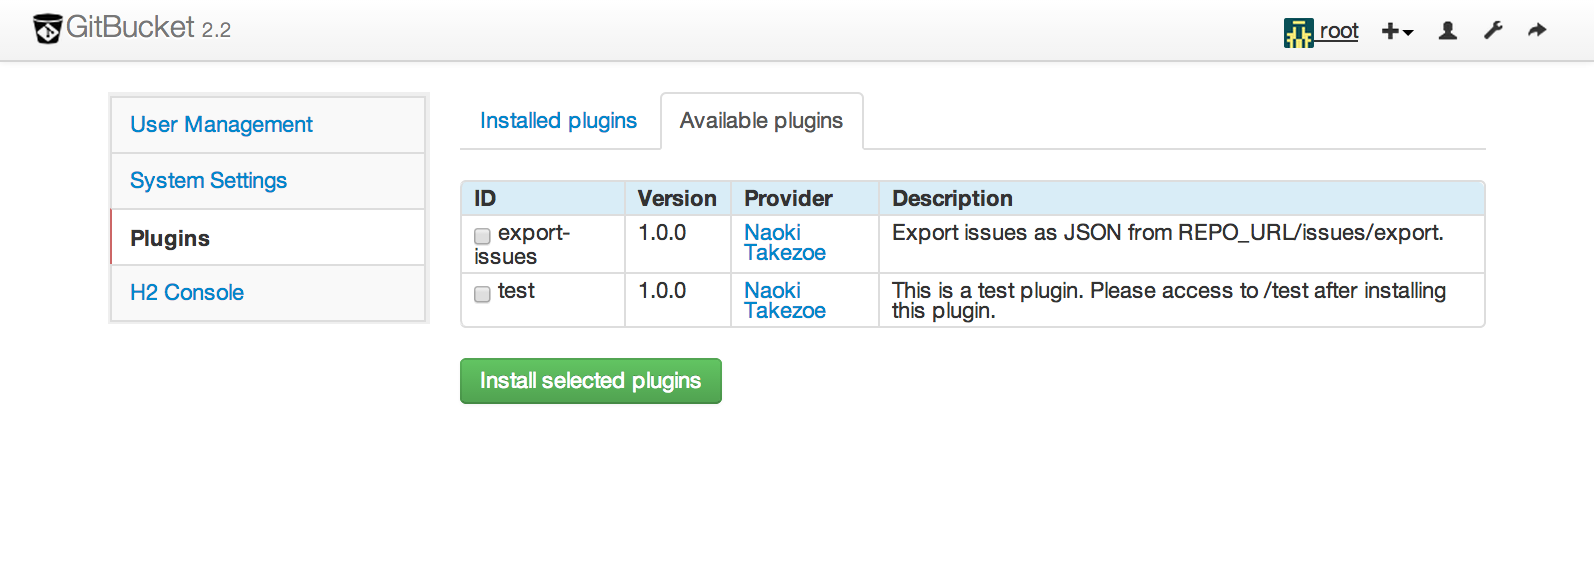 GitBucket 2.2
root
User Management
System Settings
Plugins
H2 Console
Installed plugins
Available plugins
ID Version Provider Description
export-
issues
1.0.0
Naoki
Takezoe
Export issues as JSON from REPO_URL/issues/export.
test
1.0.0
Naoki
Takezoe
This is a test plugin. Please access to /test after installing
this plugin.
Install selected plugins